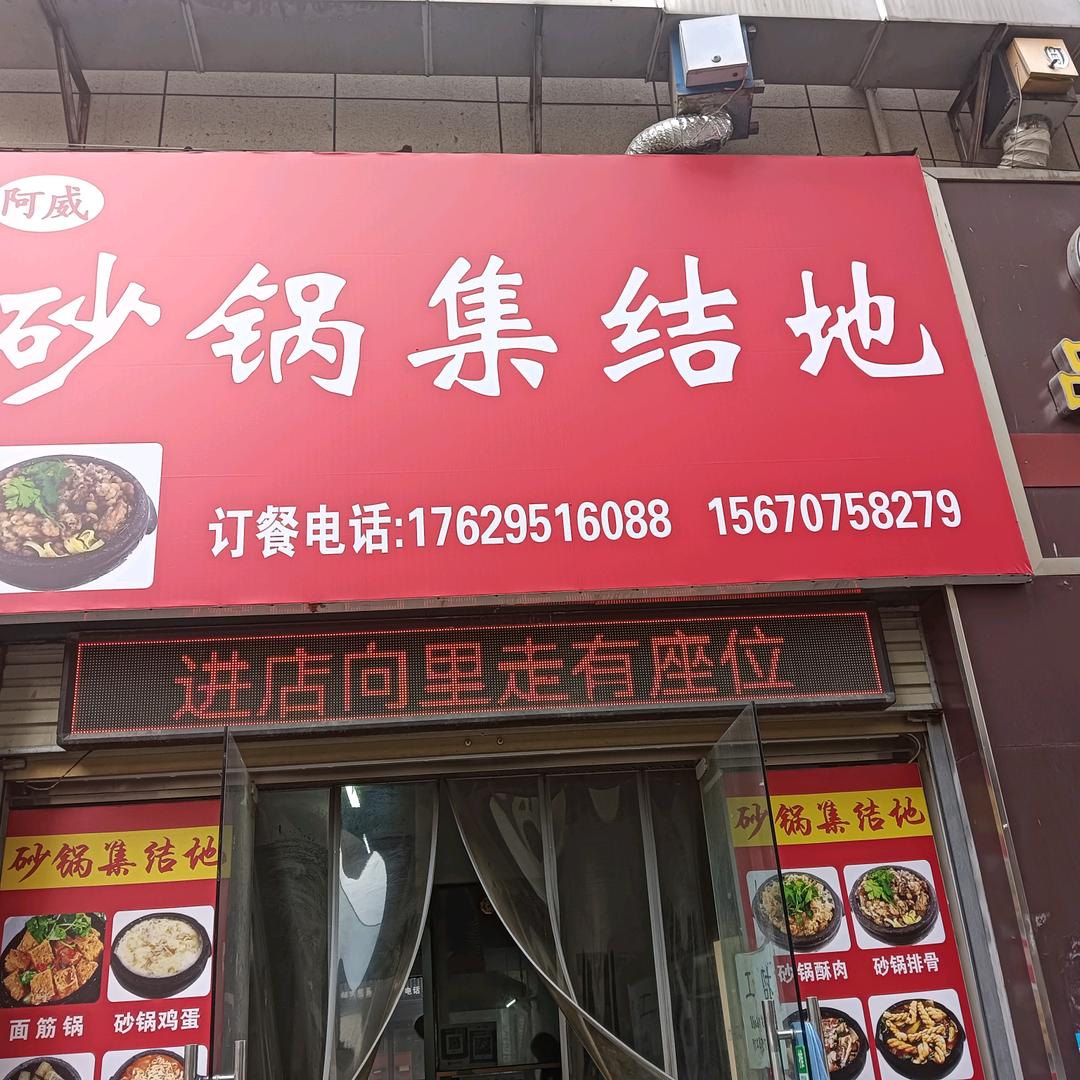 阿威
砂锅集结地
订餐电话:17629516088 15670758279
进店向里走有座位
砂锅集结地
面筋锅 砂锅鸡蛋
砂锅集结地
砂锅酥肉 砂锅排骨
电话